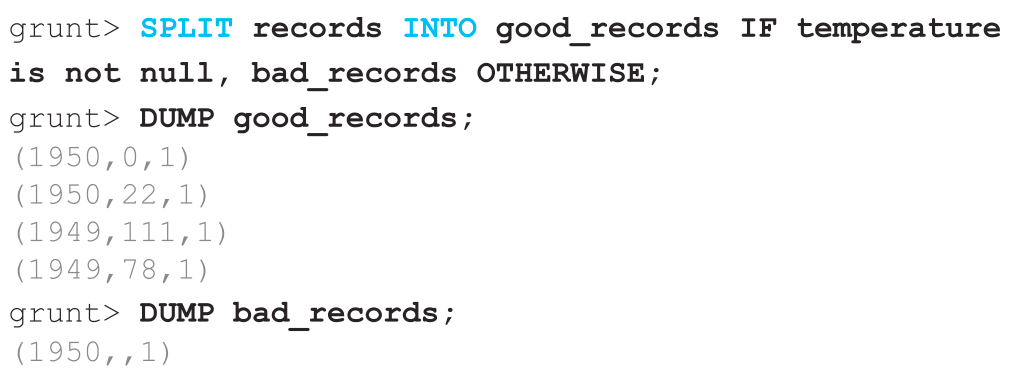 grunt> SPLIT records INTO good_records IF temperature
is not null, bad_records OTHERWISE;
grunt> DUMP good_records;
(1950,0,1)
(1950,22,1)
(1949,111,1)
(1949,78,1)
grunt> DUMP bad_records;
(1950,,1)